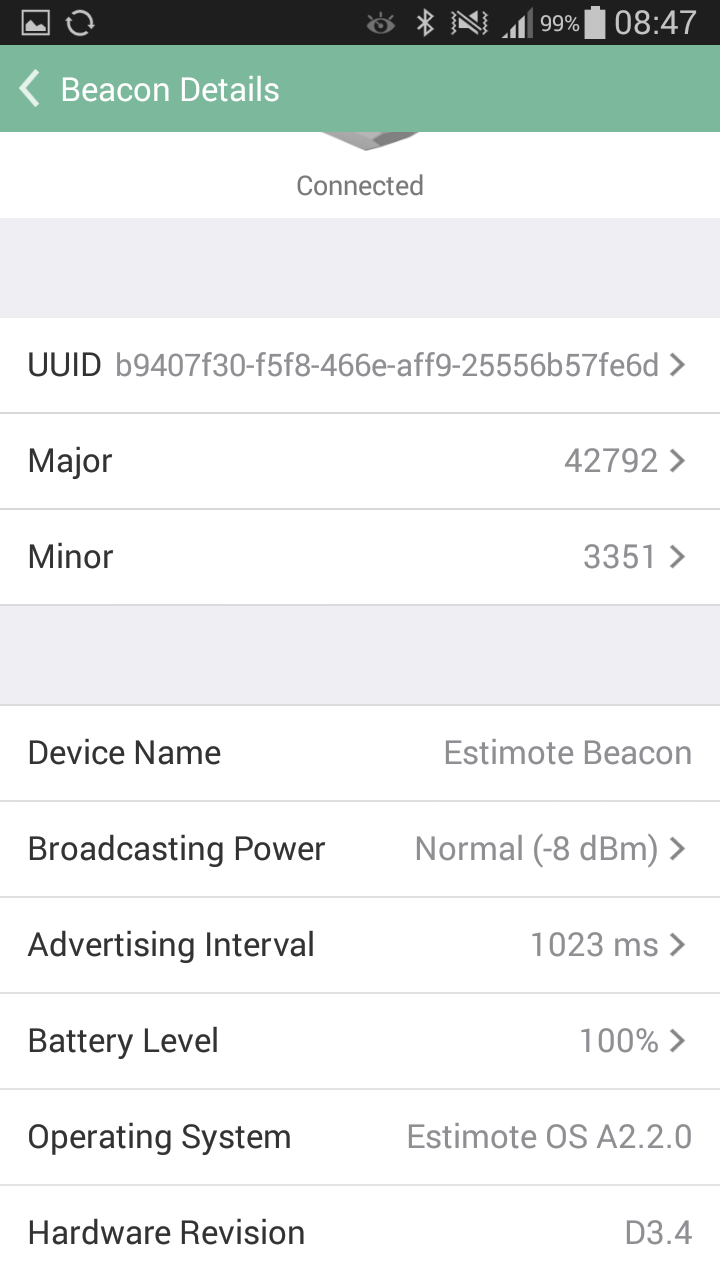 99% 08:47
Beacon Details
Connected
UUID b9407f30-f5f8-466e-aff9-25556b57fe6d
Major 42792
Minor 3351
Device Name Estimote Beacon
Broadcasting Power Normal (-8 dBm)
Advertising Interval 1023 ms
Battery Level 100%
Operating System Estimote OS A2.2.0
Hardware Revision D3.4